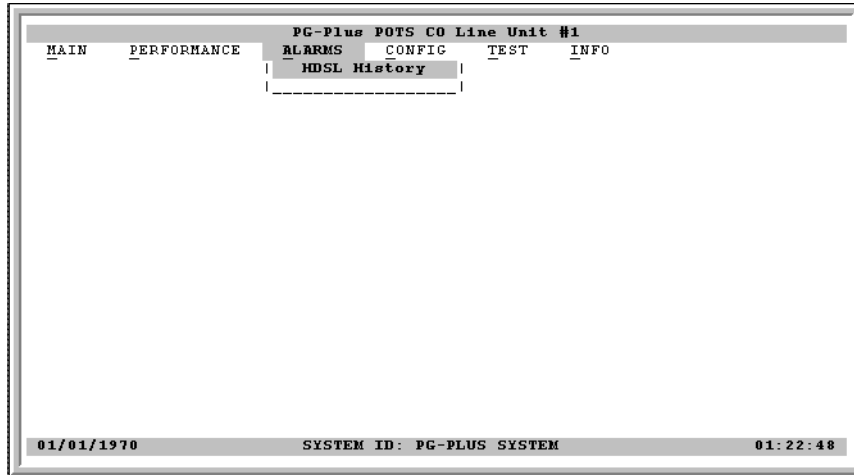 PG-Plus POTS CO Line Unit #1
MAIN PERFORMANCE ALARMS CONFIG TEST INFO
HDSL History
01/01/1970 SYSTEM ID: PG-PLUS SYSTEM 01:22:48